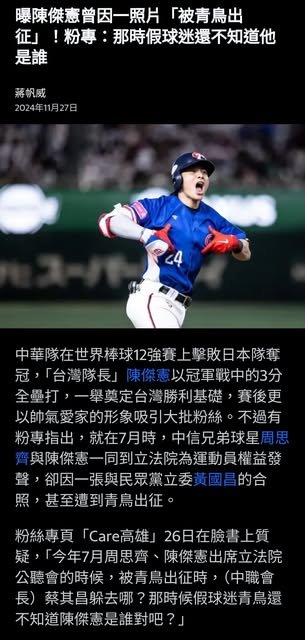 曝陳傑憲曾因一照片「被青鳥出
征」！粉專：那時假球迷還不知道他
是誰
蔣帆威
2024年11月27日
24
中華隊在世界棒球12強賽上擊敗日本隊奪
冠，「台灣隊長」陳傑憲以冠軍戰中的3分
全壘打，一舉奠定台灣勝利基礎，賽後更
以帥氣愛家的形象吸引大批粉絲。不過有
粉專指出，就在7月時，中信兄弟球星周思
齊與陳傑憲一同到立法院為運動員權益發
聲，卻因一張與民眾黨立委黃國昌的合
照，甚至遭到青鳥出征。
粉絲專頁「Care高雄」26日在臉書上質
疑，「今年7月周思齊、陳傑憲出席立法院
公聽會的時候，被青鳥出征時，（中職會
長）蔡其昌躲去哪？那時候假球迷青鳥還
不知道陳傑憲是誰對吧？」